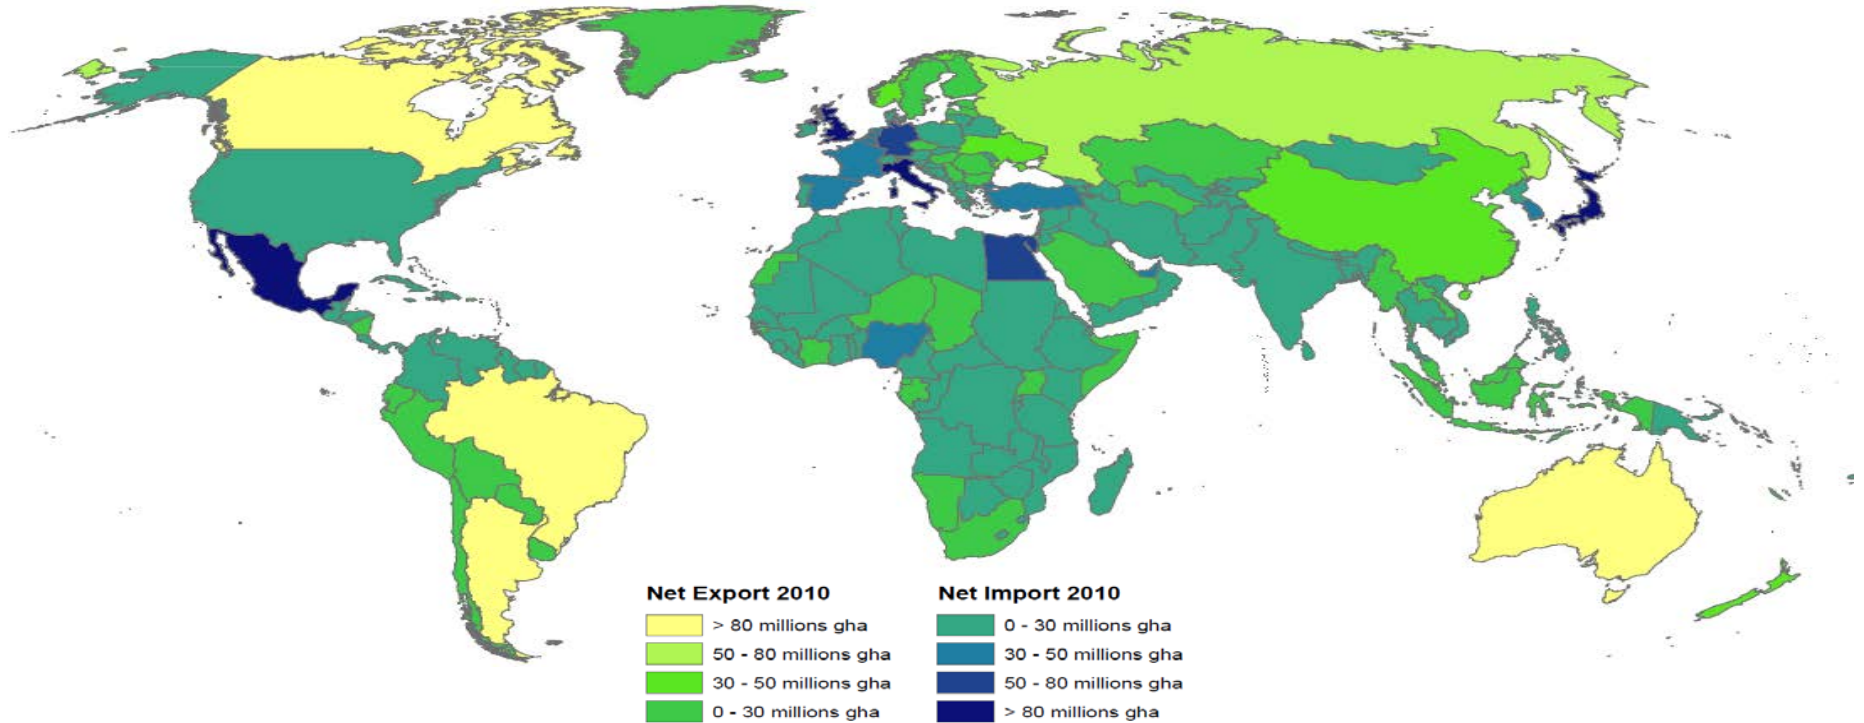 Net Export 2010
> 80 millions gha
50 - 80 millions gha
30 - 50 millions gha
0 - 30 millions gha
Net Import 2010
0 - 30 millions gha
30 - 50 millions gha
50 - 80 millions gha
> 80 millions gha